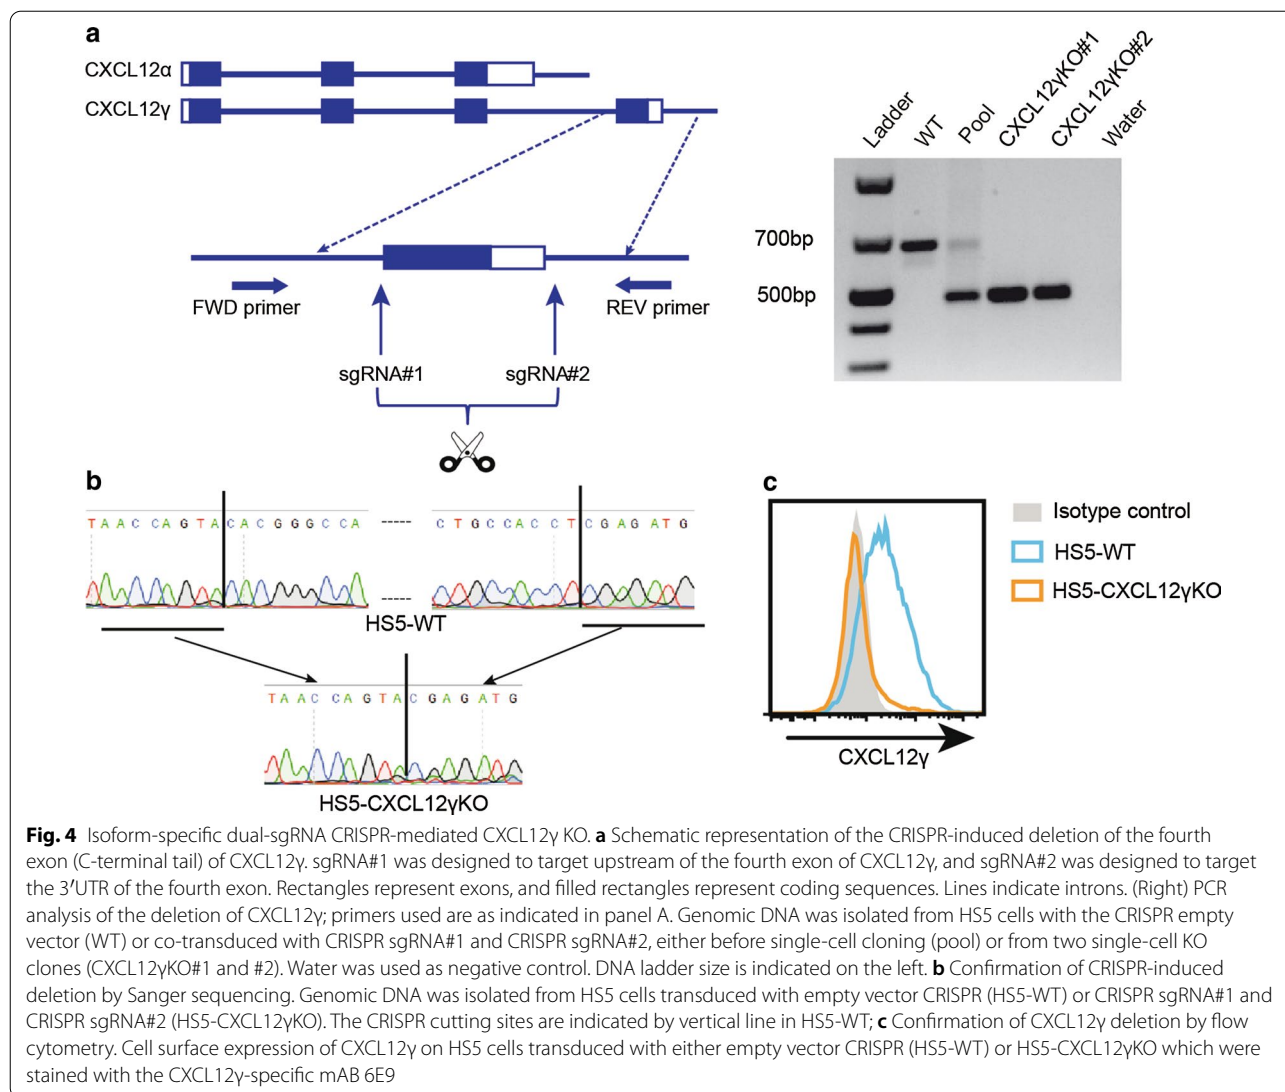 a
CXCL12α
CXCL12γ
FWD primer
REV primer
sgRNA#1
sgRNA#2
Ladder
WT
Pool
CXCL12γKO#1
CXCL12γKO#2
Water
700bp
500bp
b
TAACCAGTACACGGGCCA ----- CTGCCACCTCGAGATG
-----
HS5-WT
TAACCAGTACGAGATG
HS5-CXCL12γKO
c
Isotype control
HS5-WT
HS5-CXCL12γKO
CXCL12γ
Fig. 4 Isoform-specific dual-sgRNA CRISPR-mediated CXCL12γ KO. a Schematic representation of the CRISPR-induced deletion of the fourth
exon (C-terminal tail) of CXCL12γ. sgRNA#1 was designed to target upstream of the fourth exon of CXCL12γ, and sgRNA#2 was designed to target
the 3′UTR of the fourth exon. Rectangles represent exons, and filled rectangles represent coding sequences. Lines indicate introns. (Right) PCR
analysis of the deletion of CXCL12γ; primers used are as indicated in panel A. Genomic DNA was isolated from HS5 cells with the CRISPR empty
vector (WT) or co-transduced with CRISPR sgRNA#1 and CRISPR sgRNA#2, either before single-cell cloning (pool) or from two single-cell KO
clones (CXCL12γKO#1 and #2). Water was used as negative control. DNA ladder size is indicated on the left. b Confirmation of CRISPR-induced
deletion by Sanger sequencing. Genomic DNA was isolated from HS5 cells transduced with empty vector CRISPR (HS5-WT) or CRISPR sgRNA#1 and
CRISPR sgRNA#2 (HS5-CXCL12γKO). The CRISPR cutting sites are indicated by vertical line in HS5-WT; c Confirmation of CXCL12γ deletion by flow
cytometry. Cell surface expression of CXCL12γ on HS5 cells transduced with either empty vector CRISPR (HS5-WT) or HS5-CXCL12γKO which were
stained with the CXCL12γ-specific mAB 6E9